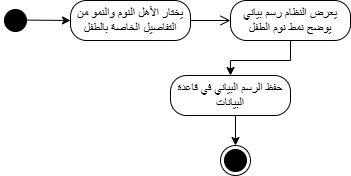 يختار الأهل النوم والنمو من
التفاصيل الخاصة بالطفل
يعرض النظام رسم بياني
يوضح نمط نوم الطفل
حفظ الرسم البياني في قاعدة
البيانات